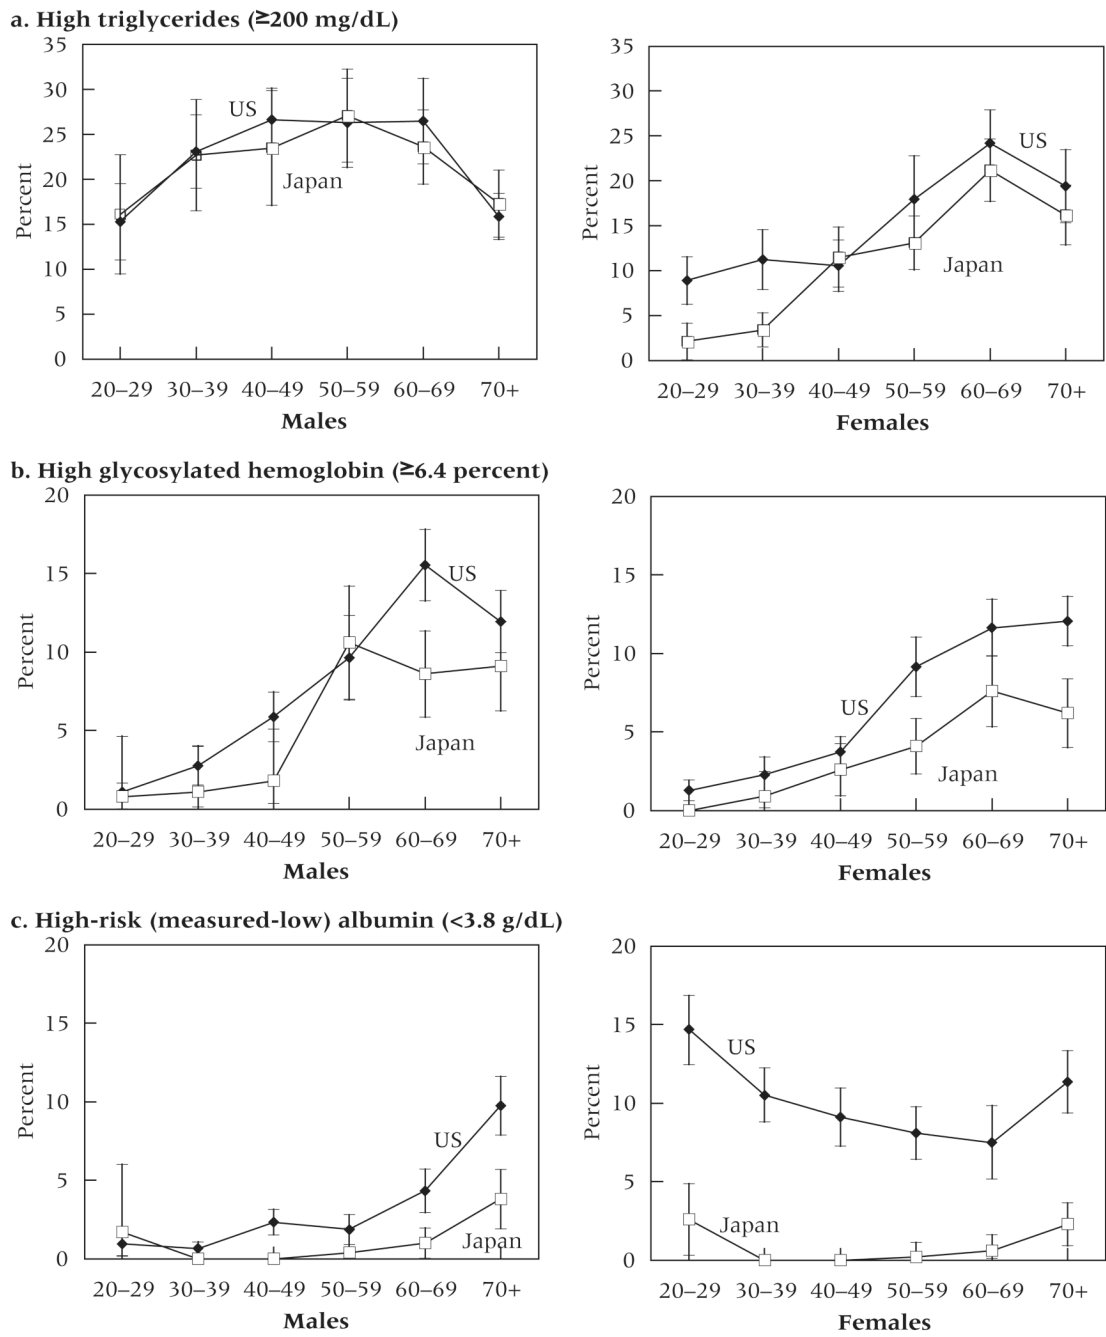 a. High triglycerides (≥200 mg/dL)
35
30
25
20
15
10
5
0
Percent
US
Japan
20–29 30–39 40–49 50–59 60–69 70+
Males
35
30
25
20
15
10
5
0
Percent
US
Japan
20–29 30–39 40–49 50–59 60–69 70+
Females
b. High glycosylated hemoglobin (≥6.4 percent)
20
15
10
5
0
Percent
US
Japan
20–29 30–39 40–49 50–59 60–69 70+
Males
20
15
10
5
0
Percent
US
Japan
20–29 30–39 40–49 50–59 60–69 70+
Females
c. High-risk (measured-low) albumin (<3.8 g/dL)
20
15
10
5
0
Percent
US
Japan
20–29 30–39 40–49 50–59 60–69 70+
Males
20
15
10
5
0
Percent
US
Japan
20–29 30–39 40–49 50–59 60–69 70+
Females